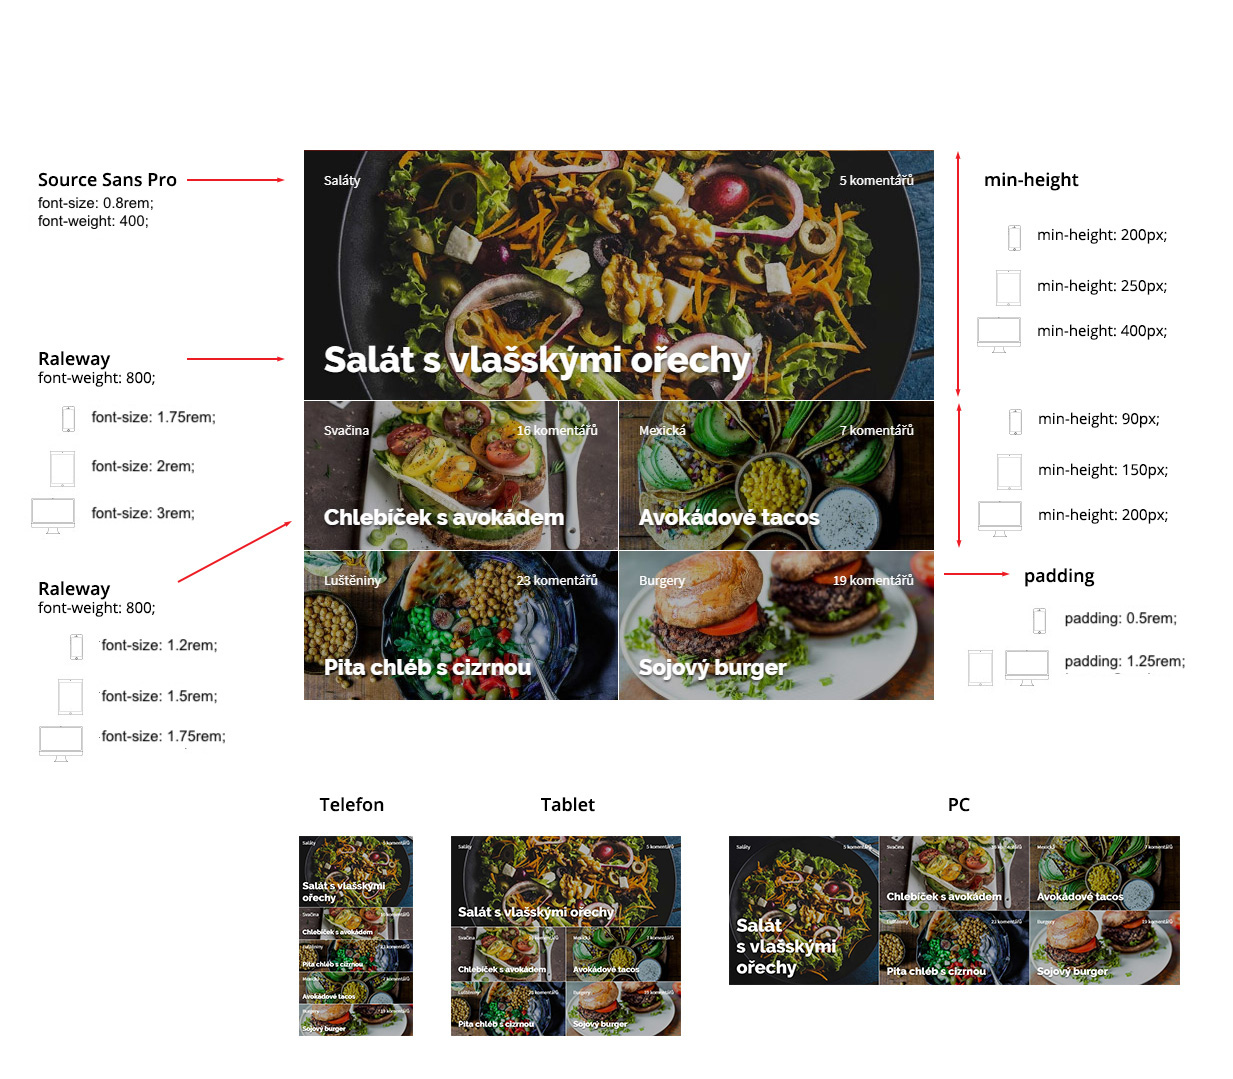 Source Sans Pro
font-size: 0.8rem;
font-weight: 400;
Raleway
font-weight: 800;
font-size: 1.75rem;
font-size: 2rem;
font-size: 3rem;
Raleway
font-weight: 800;
font-size: 1.2rem;
font-size: 1.5rem;
font-size: 1.75rem;
Saláty
5 komentářů
Salát s vlašskými ořechy
Svačina
16 komentářů
Chlebíček s avokádem
Mexická
7 komentářů
Avokádové tacos
Luštěniny
23 komentářů
Pita chléb s cizrnou
Burgery
19 komentářů
Sojový burger
min-height
min-height: 200px;
min-height: 250px;
min-height: 400px;
min-height: 90px;
min-height: 150px;
min-height: 200px;
padding
padding: 0.5rem;
padding: 1.25rem;
Telefon
Saláty
5 komentářů
Salát s vlašskými
ořechy
Svačina
16 komentářů
Chlebíček s avokádem
Luštěniny
23 komentářů
Pita chléb s cizrnou
Mexická
7 komentářů
Avokádové tacos
Burgery
19 komentářů
Sojový burger
Tablet
Saláty
5 komentářů
Salát s vlašskými ořechy
Svačina
16 komentářů
Chlebíček s avokádem
Mexická
7 komentářů
Avokádové tacos
Luštěniny
23 komentářů
Pita chléb s cizrnou
Burgery
19 komentářů
Sojový burger
PC
Saláty
5 komentářů
Salát
s vlašskými
ořechy
Svačina
16 komentářů
Chlebíček s avokádem
Mexická
7 komentářů
Avokádové tacos
Luštěniny
23 komentářů
Pita chléb s cizrnou
Burgery
19 komentářů
Sojový burger